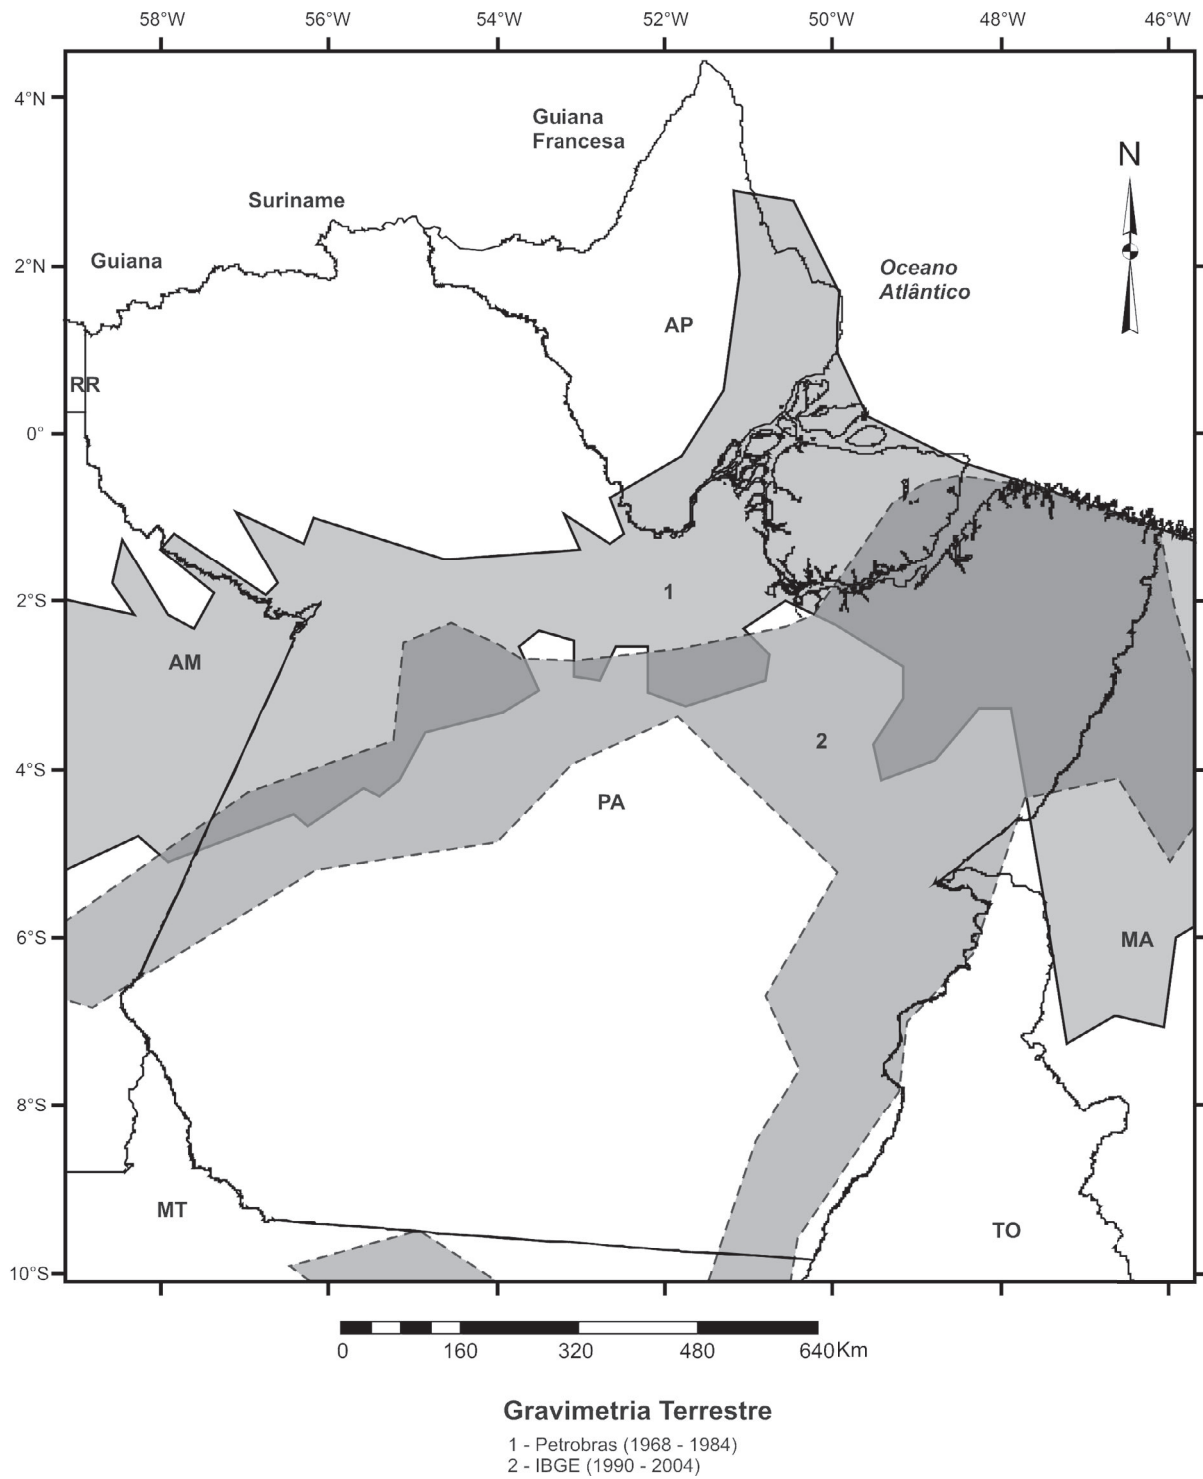 58°W 56°W 54°W 52°W 50°W 48°W 46°W
4°N
Guiana
Francesa
N
Suriname
Guiana
2°N
Oceano
Atlântico
AP
RR
0°
1
2°S
AM
2
4°S
PA
6°S
MA
8°S
MT
TO
10°S
0 160 320 480 640Km
Gravimetria Terrestre
1 - Petrobras (1968 - 1984)
2 - IBGE (1990 - 2004)